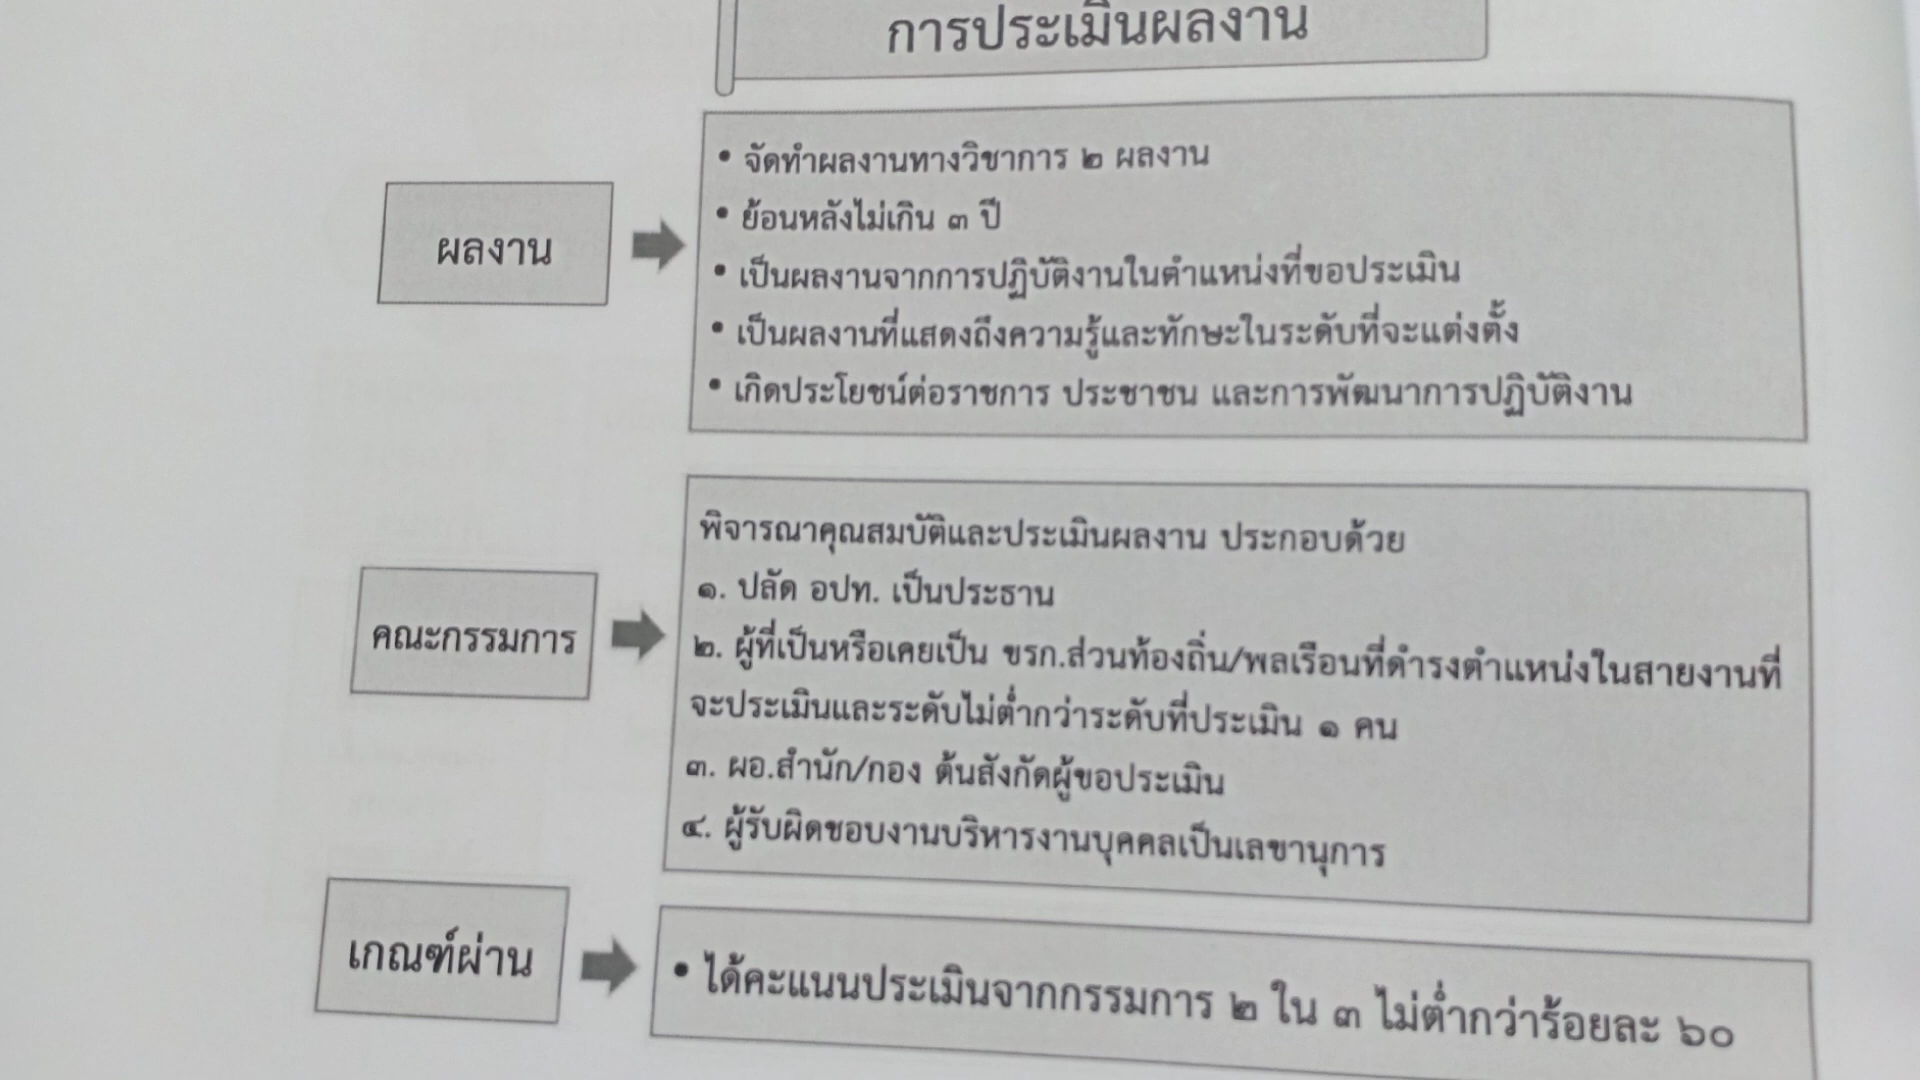 การประเมินผลงาน
ผลงาน
• จัดทำผลงานทางวิชาการ ๒ ผลงาน
• ย้อนหลังไม่เกิน ๓ ปี
• เป็นผลงานจากการปฏิบัติงานในตำแหน่งที่ขอประเมิน
• เป็นผลงานที่แสดงถึงความรู้และทักษะในระดับที่จะแต่งตั้ง
• เกิดประโยชน์ต่อราชการ ประชาชน และการพัฒนาการปฏิบัติงาน
คณะกรรมการ
พิจารณาคุณสมบัติและประเมินผลงาน ประกอบด้วย
๑. ปลัด อปท. เป็นประธาน
๒. ผู้ที่เป็นหรือเคยเป็น ขรก.ส่วนท้องถิ่น/พลเรือนที่ดำรงตำแหน่งในสายงานที่
จะประเมินและระดับไม่ต่ำกว่าระดับที่ประเมิน ๑ คน
๓. ผอ.สำนัก/กอง ต้นสังกัดผู้ขอประเมิน
๔. ผู้รับผิดชอบงานบริหารงานบุคคลเป็นเลขานุการ
เกณฑ์ผ่าน
• ได้คะแนนประเมินจากกรรมการ ๒ ใน ๓ ไม่ต่ำกว่าร้อยละ ๖๐